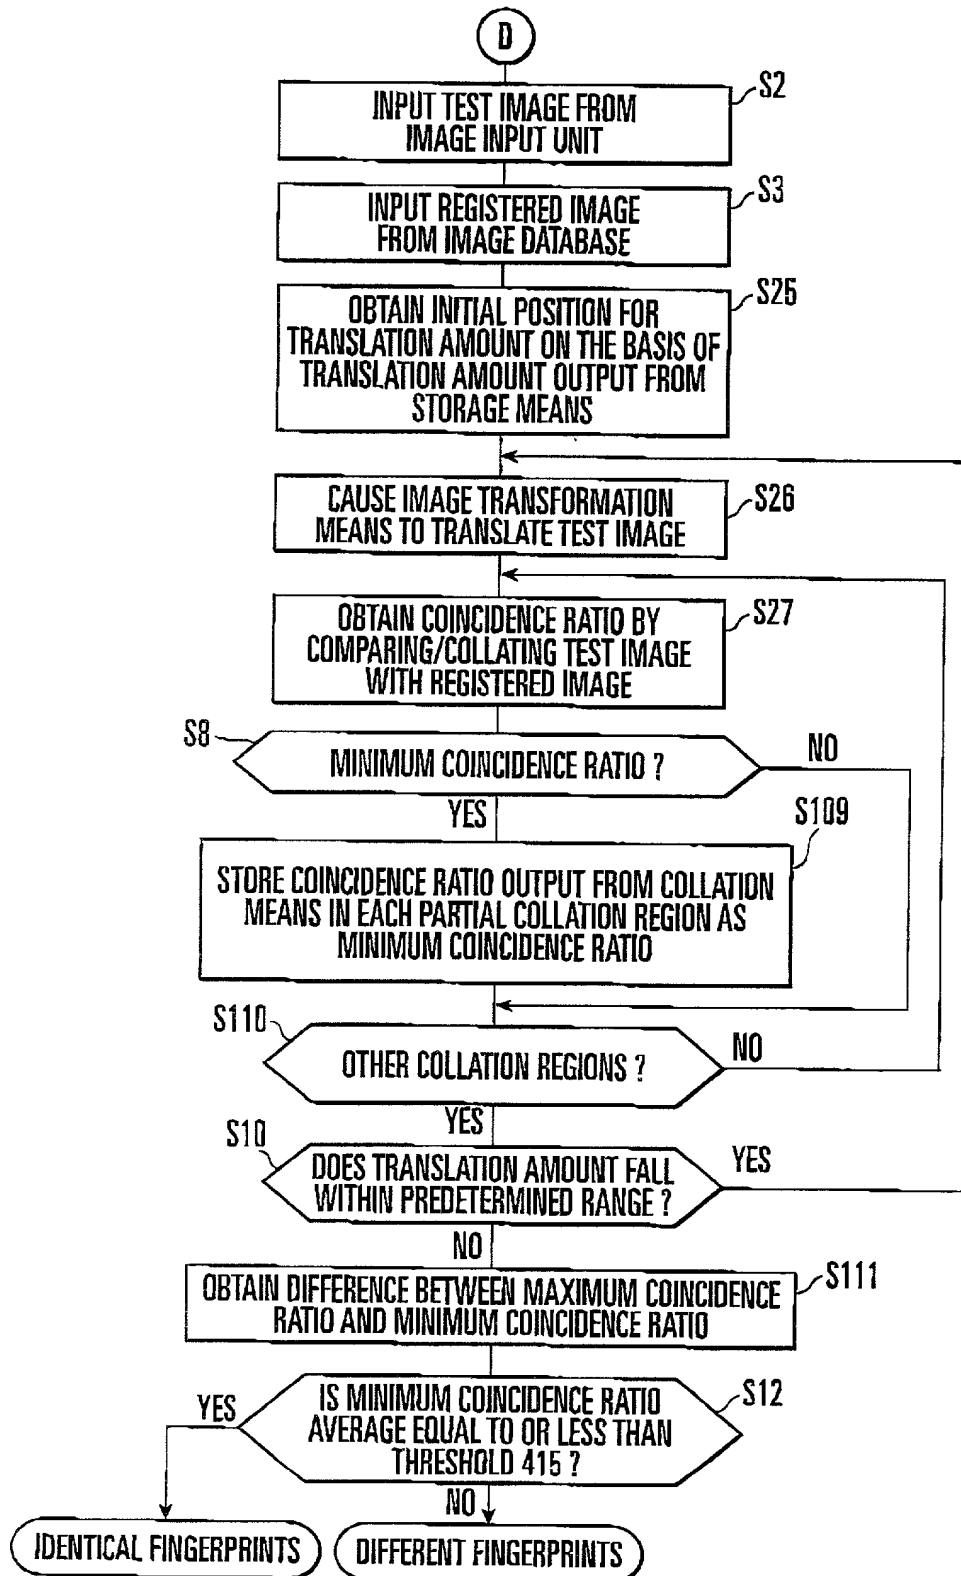 D
S2
INPUT TEST IMAGE FROM
IMAGE INPUT UNIT
S3
INPUT REGISTERED IMAGE
FROM IMAGE DATABASE
S25
OBTAIN INITIAL POSITION FOR
TRANSLATION AMOUNT ON THE BASIS OF
TRANSLATION AMOUNT OUTPUT FROM
STORAGE MEANS
S26
CAUSE IMAGE TRANSFORMATION
MEANS TO TRANSLATE TEST IMAGE
S27
OBTAIN COINCIDENCE RATIO BY
COMPARING/COLLATING TEST IMAGE
WITH REGISTERED IMAGE
S8
MINIMUM COINCIDENCE RATIO ?
NO
YES
S109
STORE COINCIDENCE RATIO OUTPUT FROM COLLATION
MEANS IN EACH PARTIAL COLLATION REGION AS
MINIMUM COINCIDENCE RATIO
S110
OTHER COLLATION REGIONS ?
NO
YES
S10
DOES TRANSLATION AMOUNT FALL
WITHIN PREDETERMINED RANGE ?
YES
NO
S111
OBTAIN DIFFERENCE BETWEEN MAXIMUM COINCIDENCE
RATIO AND MINIMUM COINCIDENCE RATIO
S12
IS MINIMUM COINCIDENCE RATIO
AVERAGE EQUAL TO OR LESS THAN
THRESHOLD 415 ?
YES
NO
IDENTICAL FINGERPRINTS
DIFFERENT FINGERPRINTS